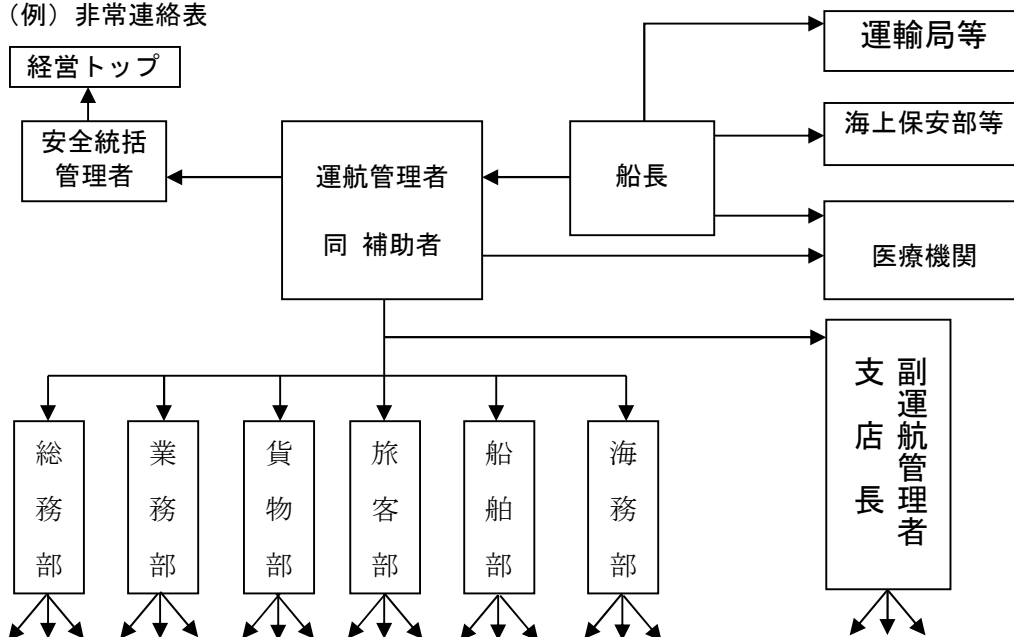 （例）非常連絡表
経営トップ
安全統括
管理者
運航管理者
同 補助者
船長
運輸局等
海上保安部等
医療機関
副運航管理者
支店長
総務部
業務部
貨物部
旅客部
船舶部
海務部